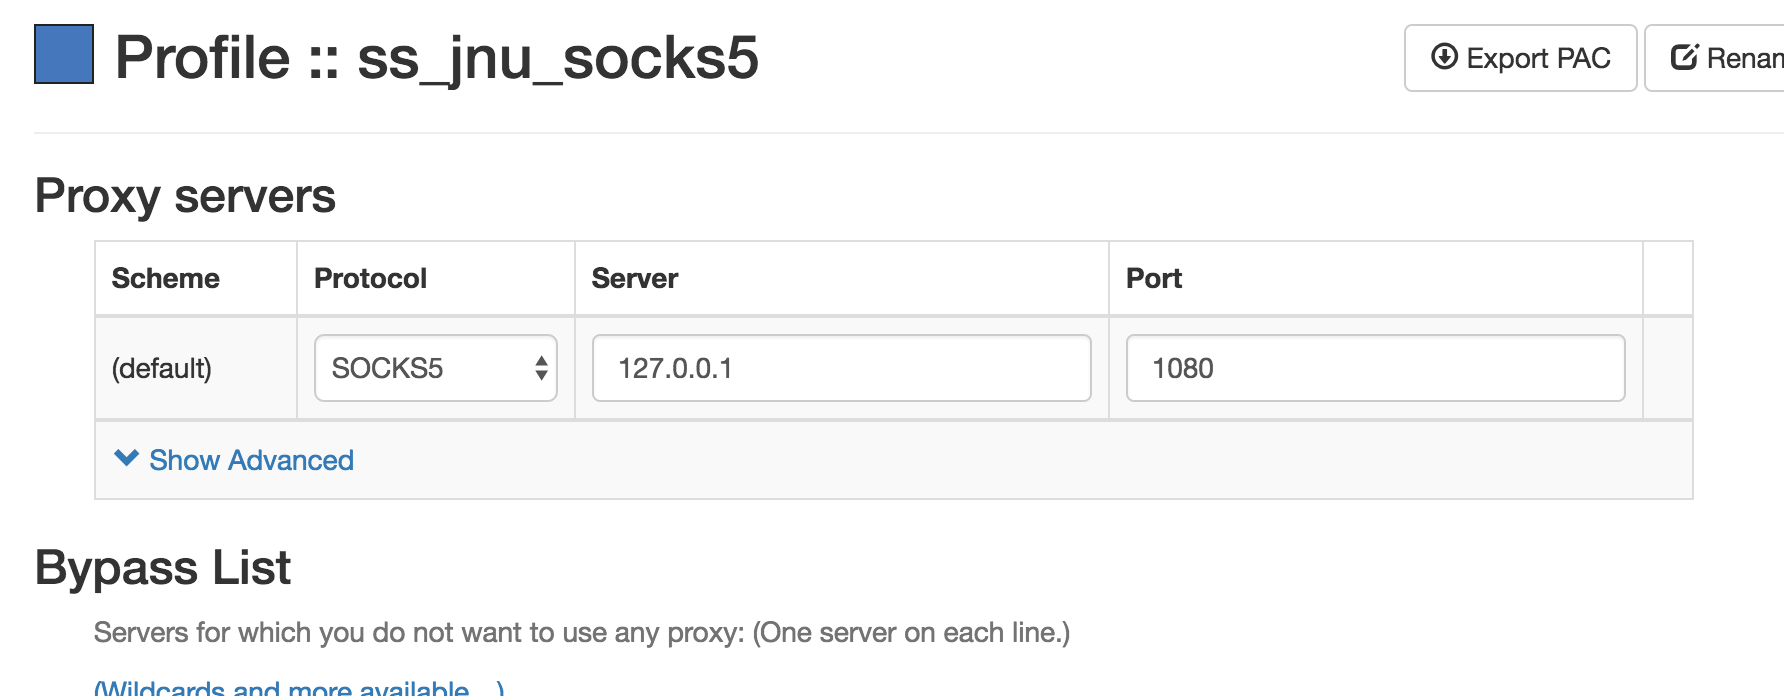 Profile :: ss_jnu_socks5
Export PAC
Renam
Proxy servers
Scheme Protocol Server Port
(default) SOCKS5 127.0.0.1 1080
Show Advanced
Bypass List
Servers for which you do not want to use any proxy: (One server on each line.)
(Wildcards and more available…)